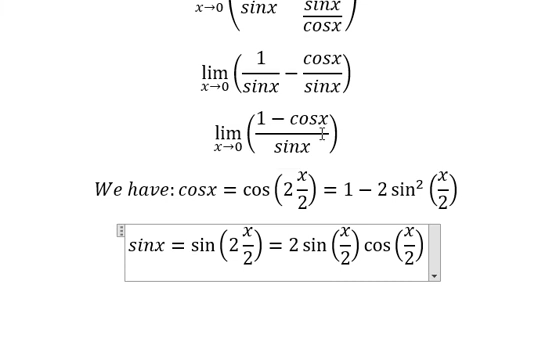 lim x→0 ( /sinx  /(sinx/cosx))
lim x→0 (1/sinx − cosx/sinx)
lim x→0 ((1 − cosx)/sinx)
We have: cosx = cos(2 x/2) = 1 − 2 sin² (x/2)
sinx = sin(2 x/2) = 2 sin(x/2) cos(x/2)